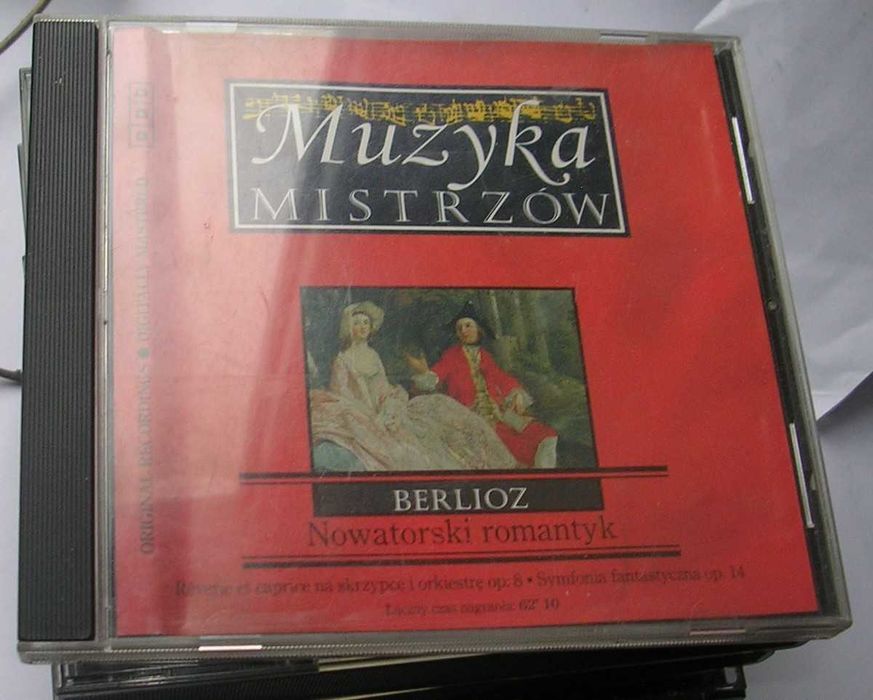 Muzyka
MISTRZÓW
BERLIOZ
Nowatorski romantyk
Rêverie et caprice na skrzypce i orkiestrę op. 8 • Symfonia fantastyczna op. 14
Łączny czas nagrania: 62' 10
ORIGINAL RECORDINGS ● DIGITALLY MASTERED
DDD